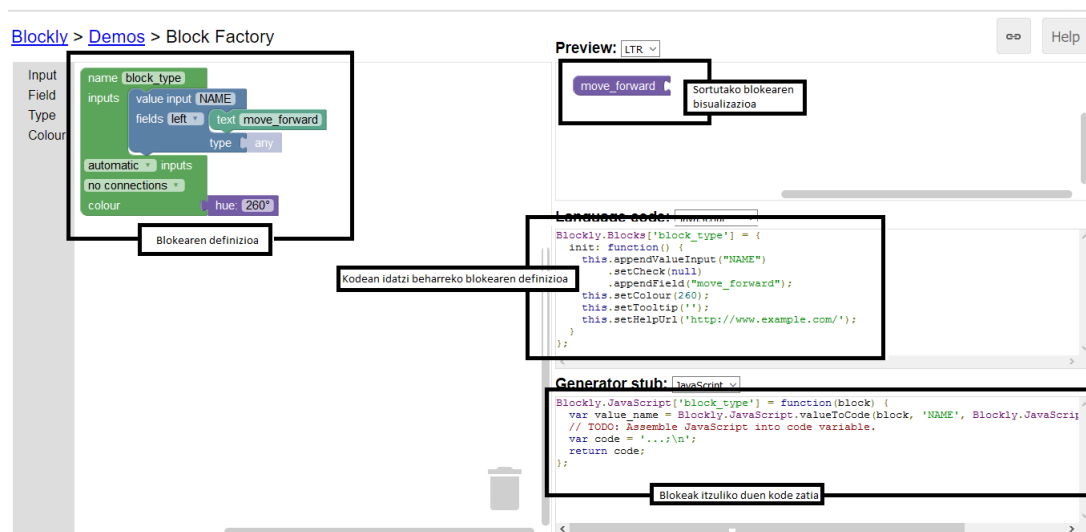 Blockly > Demos > Block Factory
Help
Input
Field
Type
Colour
name block_type
inputs value input NAME
fields left text move_forward
type any
automatic inputs
no connections
colour hue: 260°
Blokearen definizioa
Preview: LTR
move_forward
Sortutako blokearen
bisualizazioa
Language code: JavaScript
Blockly.Blocks['block_type'] = {
  init: function() {
    this.appendValueInput("NAME")
        .setCheck(null)
        .appendField("move_forward");
    this.setColour(260);
    this.setTooltip('');
    this.setHelpUrl('http://www.example.com/');
  }
};
Kodean idatzi beharreko blokearen definizioa
Generator stub: JavaScript
Blockly.JavaScript['block_type'] = function(block) {
  var value_name = Blockly.JavaScript.valueToCode(block, 'NAME', Blockly.JavaScrip
  // TODO: Assemble JavaScript into code variable.
  var code = '...;\n';
  return code;
};
Blokeak itzuliko duen kode zatia